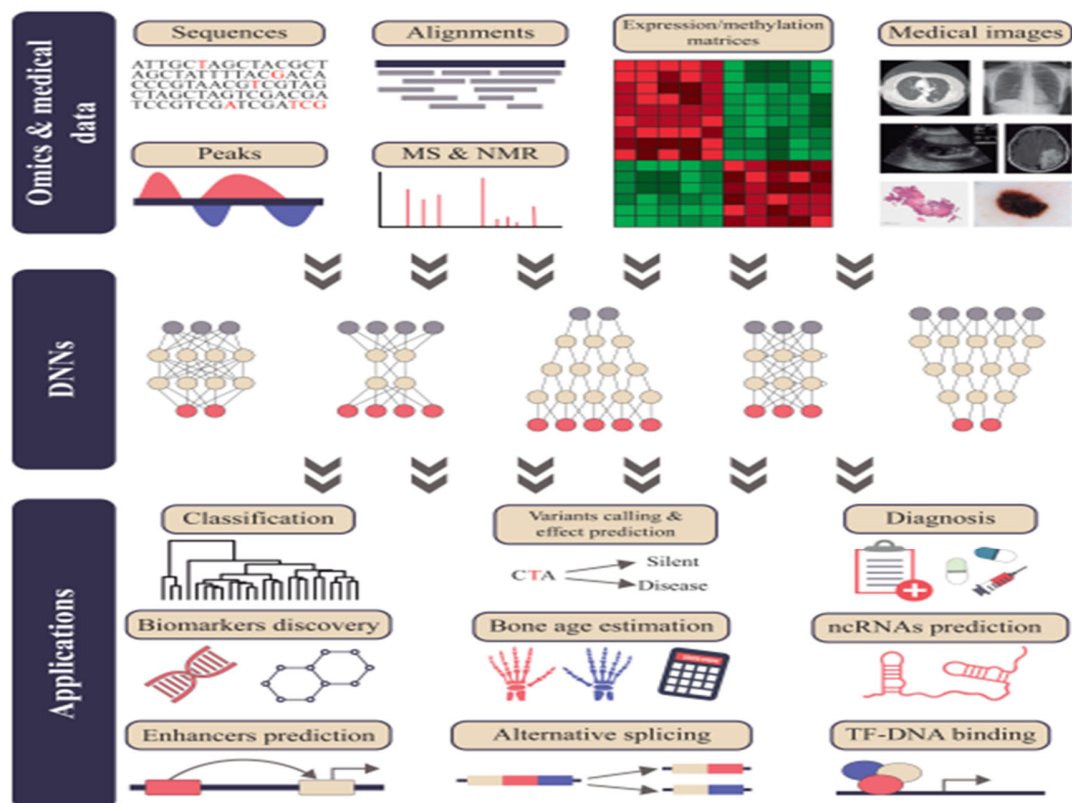 Omics & medical
data
Sequences
ATTGCTAGCTACGCT
AGCTATTTTACGACA
CCCGTAACGTCGTAG
CTAGCTAGTCGACGA
TCCGTCGATCGATCG
Alignments
Expression/methylation
matrices
Medical images
Peaks
MS & NMR
DNNs
Applications
Classification
Variants calling &
effect prediction
CTA
Silent
Disease
Diagnosis
Biomarkers discovery
Bone age estimation
ncRNAs prediction
Enhancers prediction
Alternative splicing
TF-DNA binding